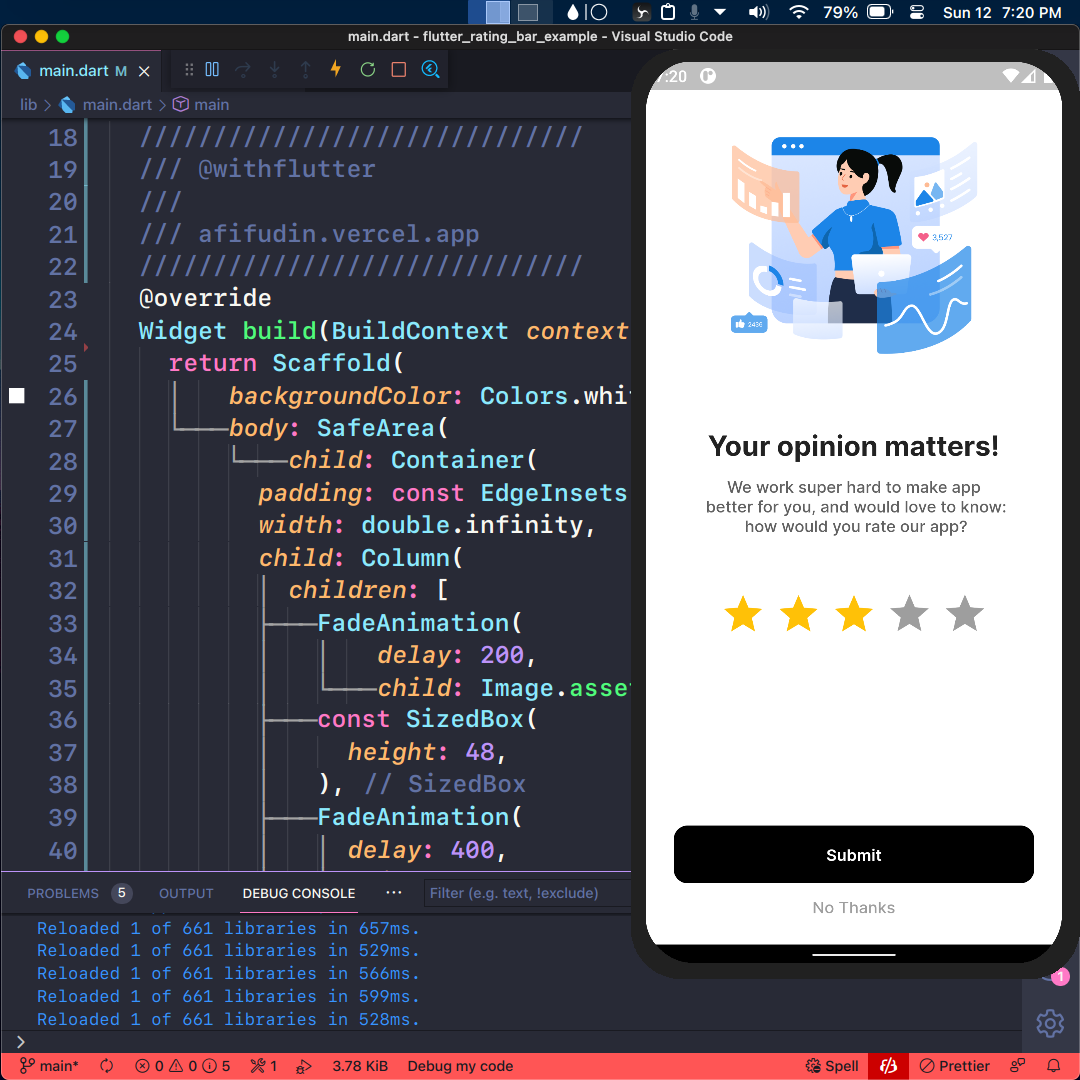 79%
Sun 12 7:20 PM
main.dart - flutter_rating_bar_example - Visual Studio Code
main.dart M
lib > main.dart > main
18 //////////////////////////////
19 /// @withflutter
20 ///
21 /// afifudin.vercel.app
22 //////////////////////////////
23 @override
24 Widget build(BuildContext context
25 return Scaffold(
26 backgroundColor: Colors.whi
27 body: SafeArea(
28 child: Container(
29 padding: const EdgeInsets
30 width: double.infinity,
31 child: Column(
32 children: [
33 FadeAnimation(
34 delay: 200,
35 child: Image.asse
36 const SizedBox(
37 height: 48,
38 ), // SizedBox
39 FadeAnimation(
40 delay: 400,
PROBLEMS 5 OUTPUT DEBUG CONSOLE ... Filter (e.g. text, !exclude)
Reloaded 1 of 661 libraries in 657ms.
Reloaded 1 of 661 libraries in 529ms.
Reloaded 1 of 661 libraries in 566ms.
Reloaded 1 of 661 libraries in 599ms.
Reloaded 1 of 661 libraries in 528ms.
>
main* 0 0 5 1 3.78 KiB Debug my code Spell Prettier
:20
3,527
2436
Your opinion matters!
We work super hard to make app
better for you, and would love to know:
how would you rate our app?
Submit
No Thanks
1